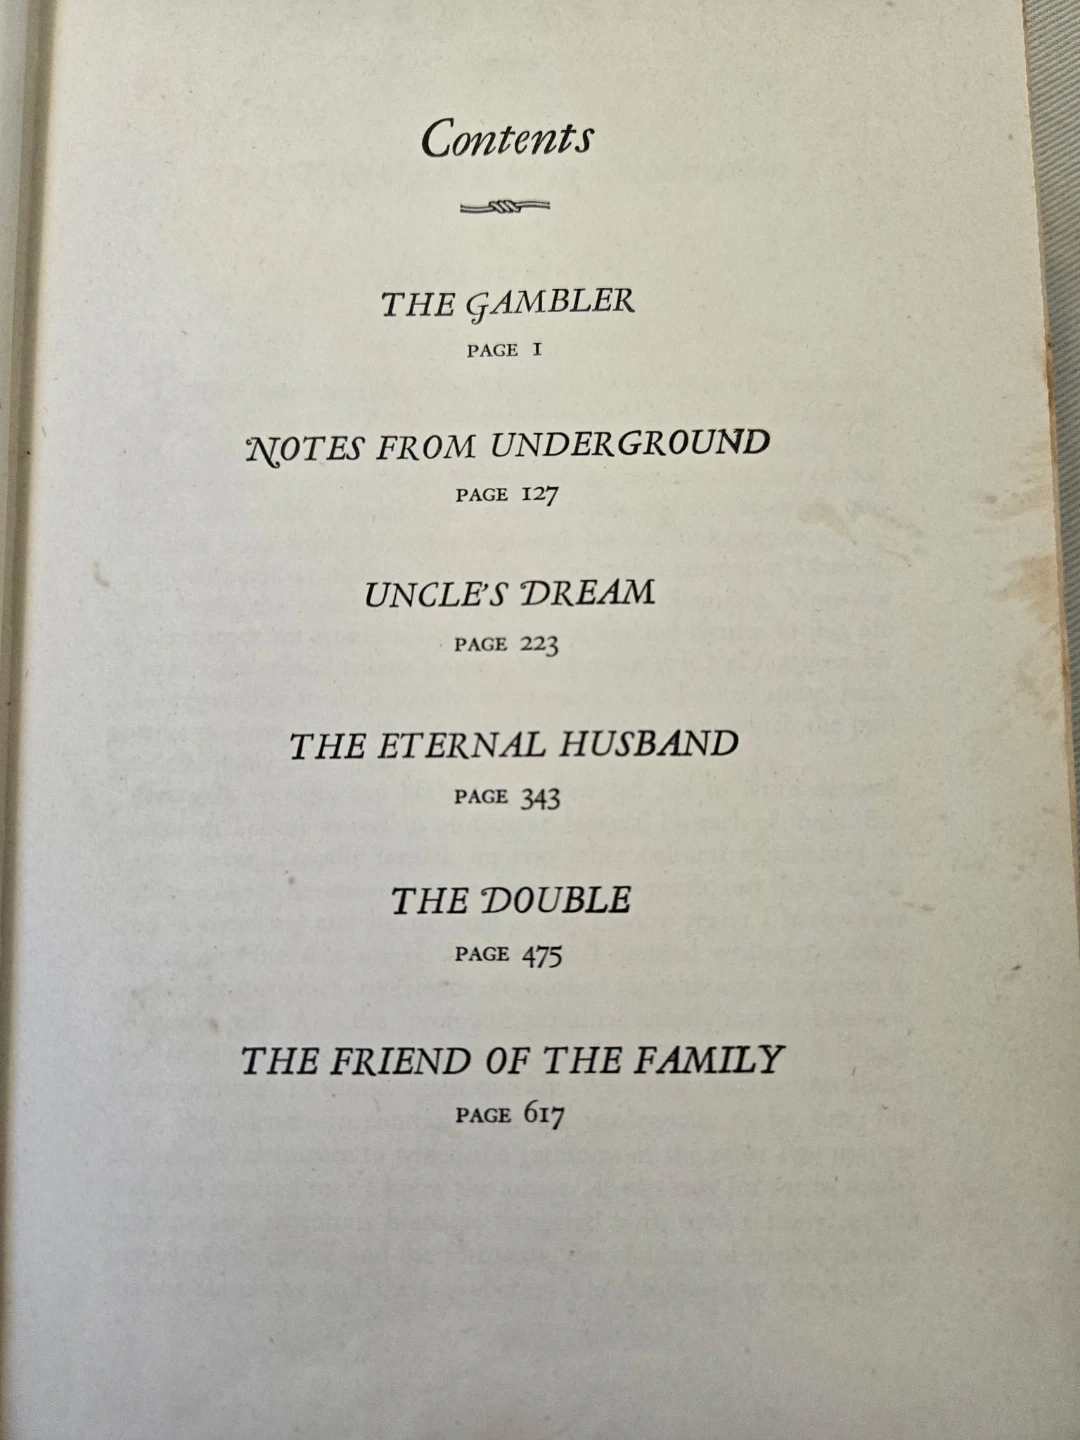 Contents
THE GAMBLER
PAGE 1
NOTES FROM UNDERGROUND
PAGE 127
UNCLE'S DREAM
PAGE 223
THE ETERNAL HUSBAND
PAGE 343
THE DOUBLE
PAGE 475
THE FRIEND OF THE FAMILY
PAGE 617